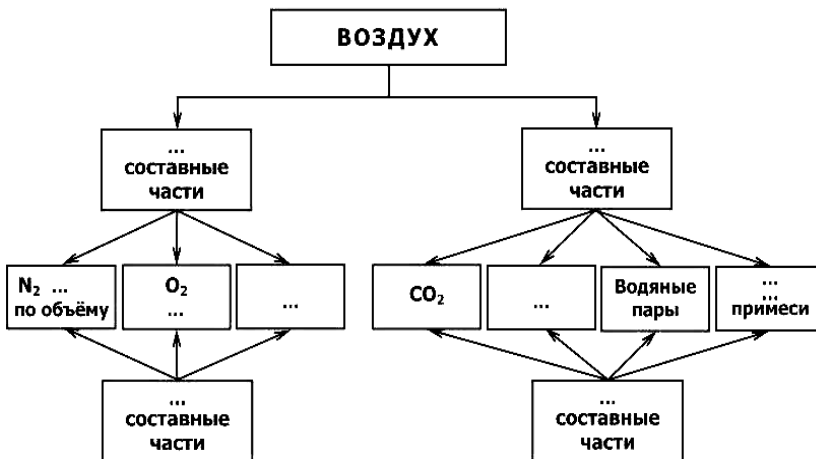 ВОЗДУХ
...
составные
части
...
составные
части
N₂ ...
по объёму
O₂
...
...
CO₂
...
Водяные
пары
...
...
примеси
...
составные
части
...
составные
части